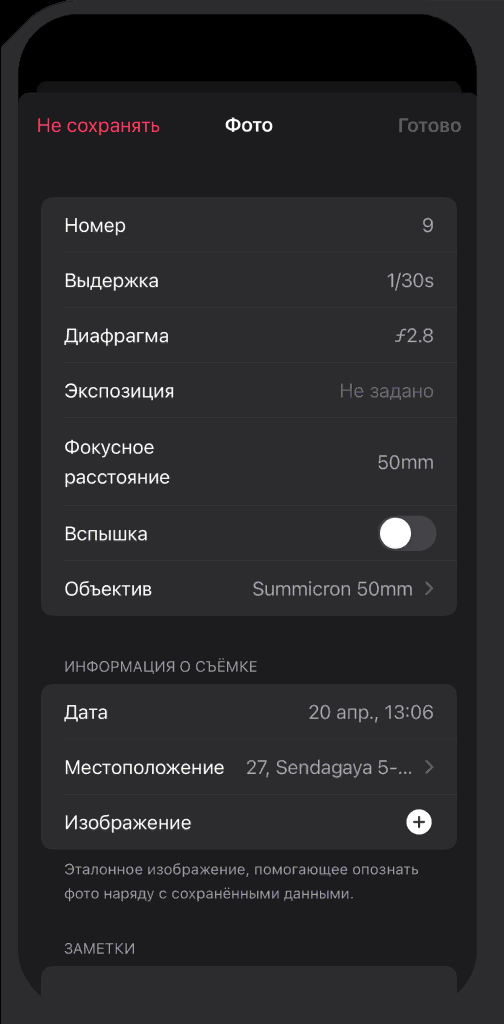 Не сохранять Фото Готово
Номер 9
Выдержка 1/30s
Диафрагма ƒ2.8
Экспозиция Не задано
Фокусное
расстояние 50mm
Вспышка
Объектив Summicron 50mm
ИНФОРМАЦИЯ О СЪЁМКЕ
Дата 20 апр., 13:06
Местоположение 27, Sendagaya 5-...
Изображение
Эталонное изображение, помогающее опознать
фото наряду с сохранёнными данными.
ЗАМЕТКИ